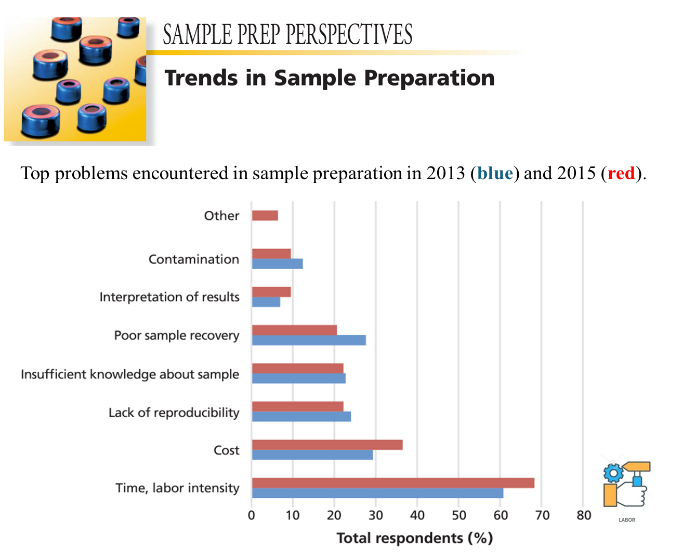 SAMPLE PREP PERSPECTIVES
Trends in Sample Preparation
Top problems encountered in sample preparation in 2013 (blue) and 2015 (red).
Other
Contamination
Interpretation of results
Poor sample recovery
Insufficient knowledge about sample
Lack of reproducibility
Cost
Time, labor intensity
0 10 20 30 40 50 60 70 80
Total respondents (%)
LABOR